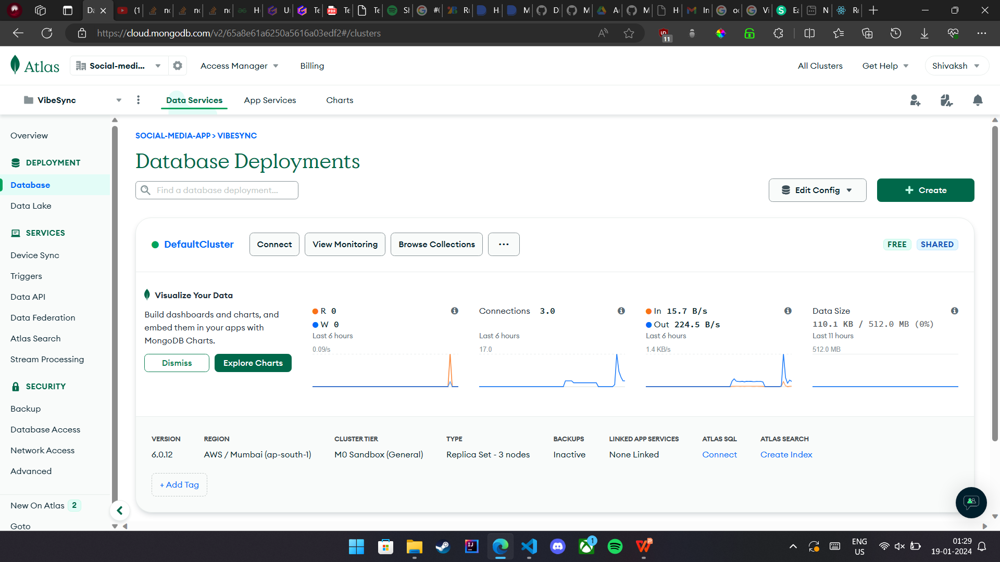 Da
(1
no
no
no
H
U
Te
Te
Te
Sh
#0
Ru
H
M
D
M
A
M
H
In
oc
Vi
Ea
N
Re
https://cloud.mongodb.com/v2/65a8e61a6250a5616a03edf2#/clusters
11
Atlas
Social-medi...
Access Manager
Billing
All Clusters
Get Help
Shivaksh
VibeSync
Data Services
App Services
Charts
Overview
DEPLOYMENT
Database
Data Lake
SERVICES
Device Sync
Triggers
Data API
Data Federation
Atlas Search
Stream Processing
SECURITY
Backup
Database Access
Network Access
Advanced
New On Atlas 2
Goto
SOCIAL-MEDIA-APP > VIBESYNC
Database Deployments
Find a database deployment...
Edit Config
+ Create
DefaultCluster
Connect
View Monitoring
Browse Collections
...
FREE
SHARED
Visualize Your Data
Build dashboards and charts, and
embed them in your apps with
MongoDB Charts.
Dismiss
Explore Charts
R 0
W 0
Last 6 hours
0.09/s
Connections 3.0
Last 6 hours
17.0
In 15.7 B/s
Out 224.5 B/s
Last 6 hours
1.4 KB/s
Data Size
110.1 KB / 512.0 MB (0%)
Last 11 hours
512.0 MB
VERSION
6.0.12
REGION
AWS / Mumbai (ap-south-1)
CLUSTER TIER
M0 Sandbox (General)
TYPE
Replica Set - 3 nodes
BACKUPS
Inactive
LINKED APP SERVICES
None Linked
ATLAS SQL
Connect
ATLAS SEARCH
Create Index
+ Add Tag
1
ENG
US
01:29
19-01-2024